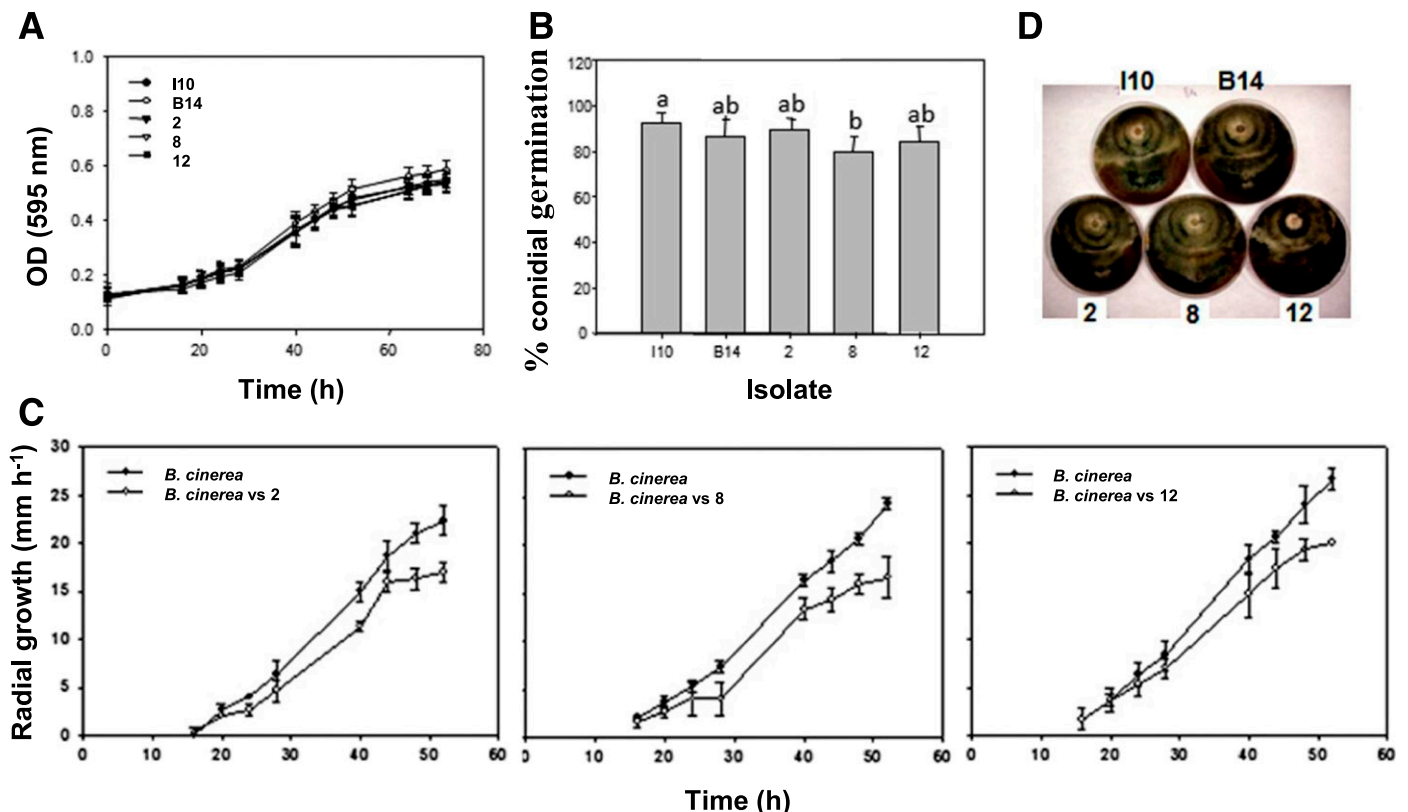 A
OD (595 nm)
1.0
0.8
0.6
0.4
0.2
0.0
I10
B14
2
8
12
0 20 40 60 80
Time (h)
B
% conidial germination
120
100
80
60
40
20
0
a ab ab b ab
I10 B14 2 8 12
Isolate
D
I10 B14
2 8 12
C
Radial growth (mm h-1)
30
25
20
15
10
5
0
B. cinerea
B. cinerea vs 2
0 10 20 30 40 50 60
B. cinerea
B. cinerea vs 8
0 10 20 30 40 50 60
B. cinerea
B. cinerea vs 12
0 10 20 30 40 50 60
Time (h)